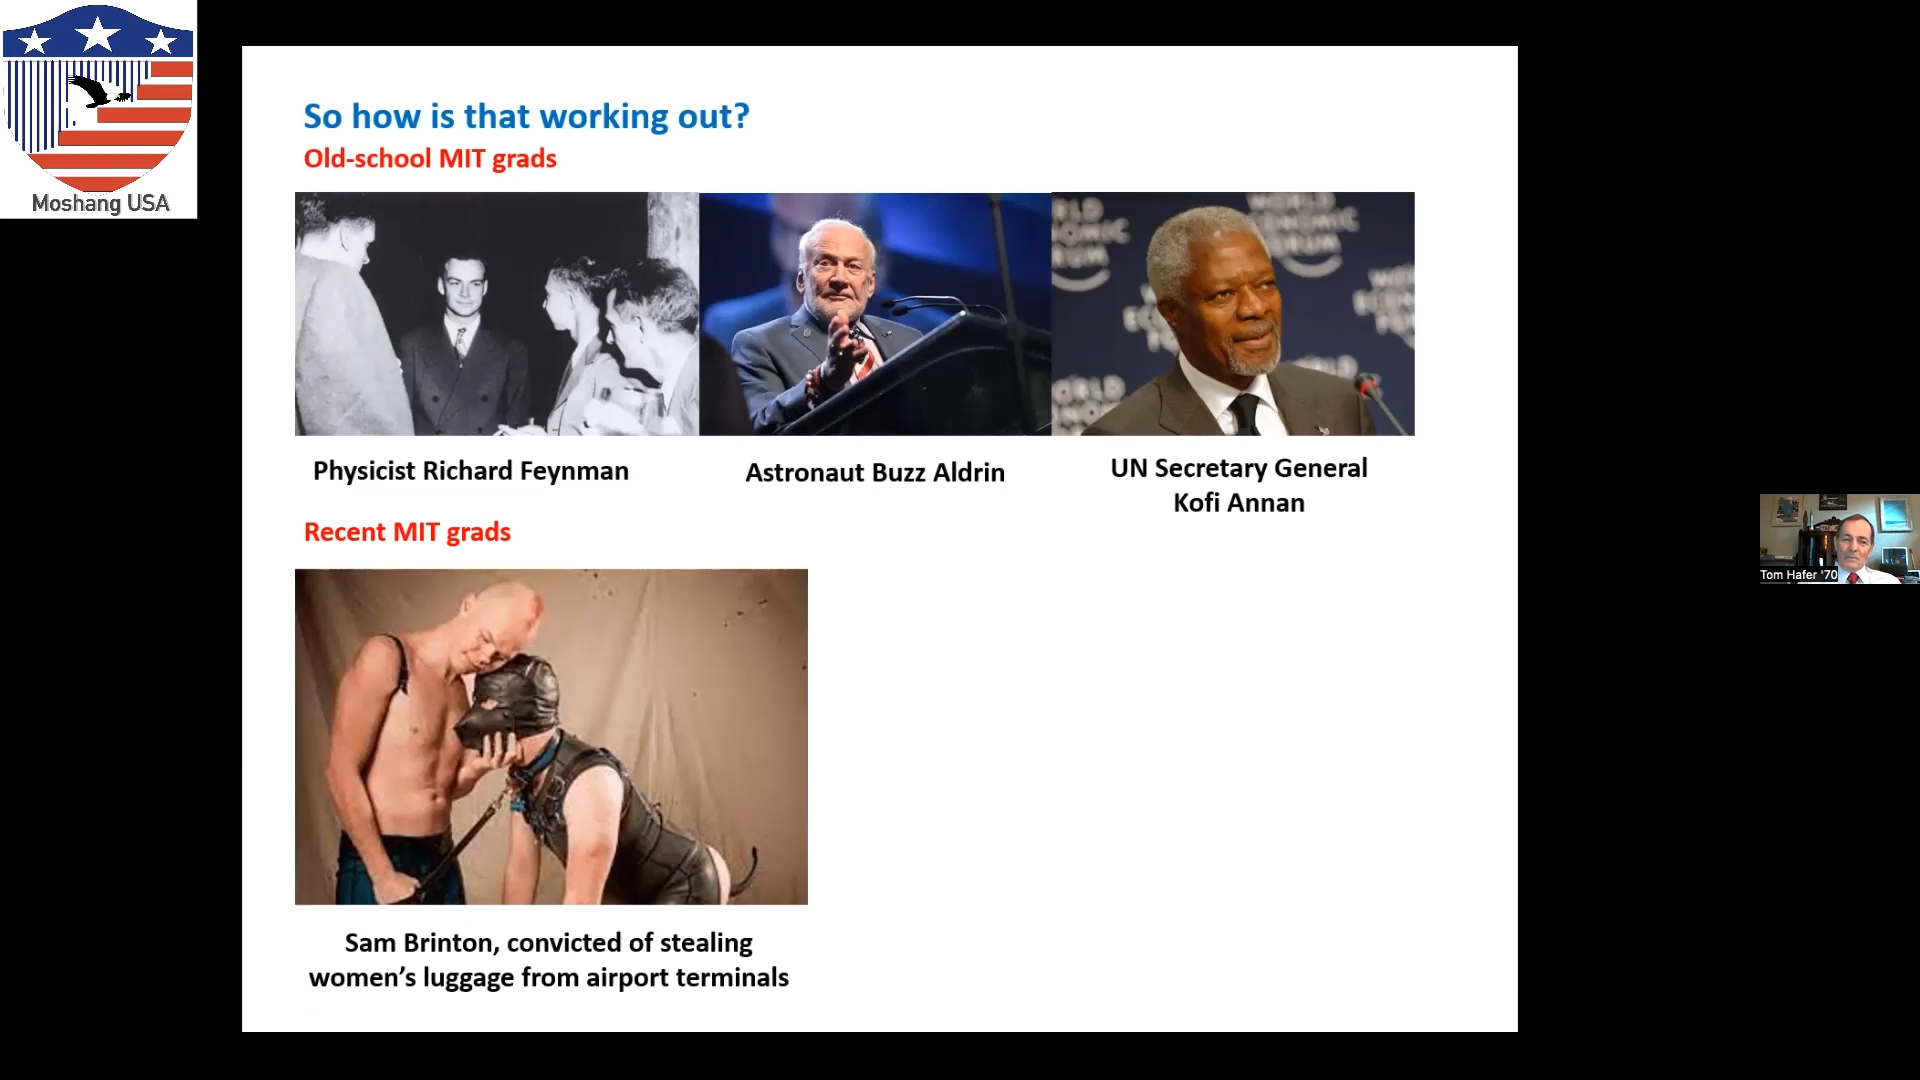 Moshang USA
So how is that working out?
Old-school MIT grads
Physicist Richard Feynman
Astronaut Buzz Aldrin
UN Secretary General
Kofi Annan
Recent MIT grads
Sam Brinton, convicted of stealing
women's luggage from airport terminals
Tom Hafer '70